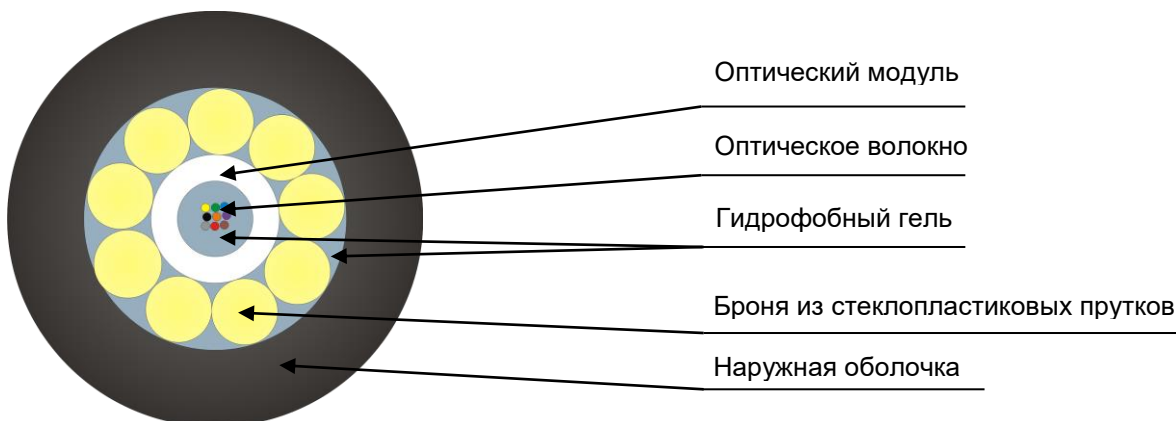 Оптический модуль
Оптическое волокно
Гидрофобный гель
Броня из стеклопластиковых прутков
Наружная оболочка